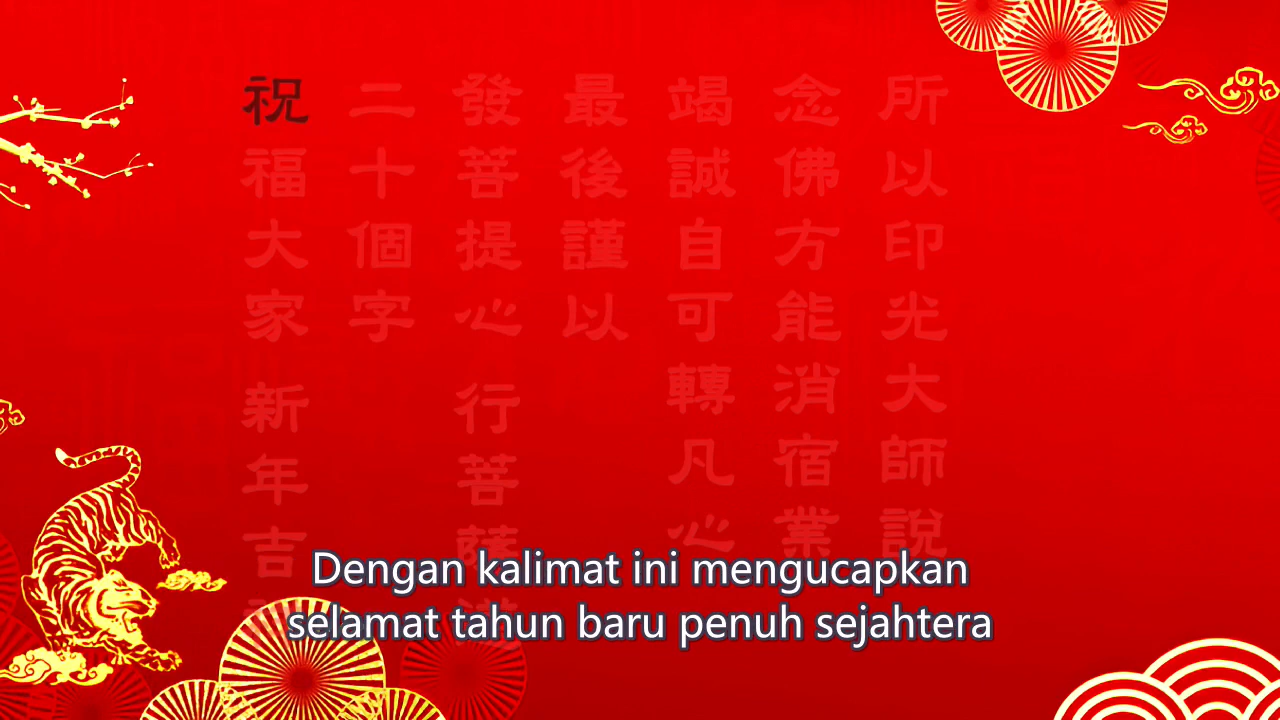 所以印光大師說
念佛方能消宿業
竭誠自可轉凡心
最後謹以
發菩提心 行菩薩道
二十個字
祝福大家 新年吉
Dengan kalimat ini mengucapkan
selamat tahun baru penuh sejahtera